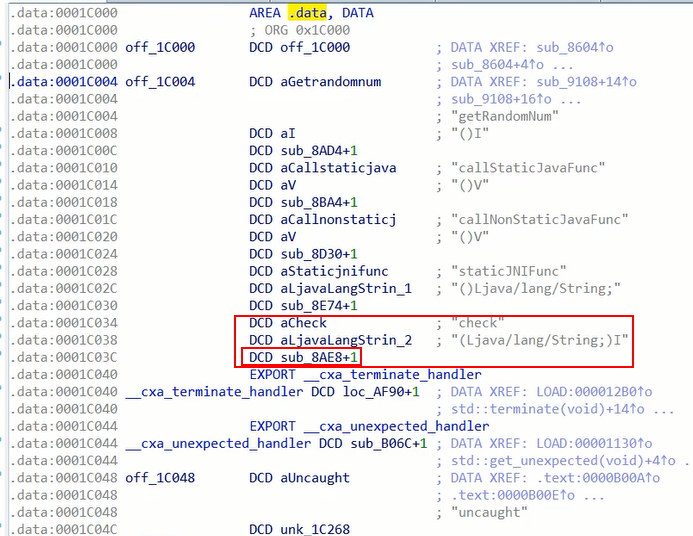 .data:0001C000 AREA .data, DATA
.data:0001C000 ; ORG 0x1C000
.data:0001C000 off_1C000 DCD off_1C000 ; DATA XREF: sub_8604↑o
.data:0001C000 ; sub_8604+4↑o ...
.data:0001C004 off_1C004 DCD aGetrandomnum ; DATA XREF: sub_9108+14↑o
.data:0001C004 ; sub_9108+16↑o ...
.data:0001C004 ; "getRandomNum"
.data:0001C008 DCD aI ; "()I"
.data:0001C00C DCD sub_8AD4+1
.data:0001C010 DCD aCallstaticjava ; "callStaticJavaFunc"
.data:0001C014 DCD aV ; "()V"
.data:0001C018 DCD sub_8BA4+1
.data:0001C01C DCD aCallnonstaticj ; "callNonStaticJavaFunc"
.data:0001C020 DCD aV ; "()V"
.data:0001C024 DCD sub_8D30+1
.data:0001C028 DCD aStaticjnifunc ; "staticJNIFunc"
.data:0001C02C DCD aLjavaLangStrin_1 ; "()Ljava/lang/String;"
.data:0001C030 DCD sub_8E74+1
.data:0001C034 DCD aCheck ; "check"
.data:0001C038 DCD aLjavaLangStrin_2 ; "(Ljava/lang/String;)I"
.data:0001C03C DCD sub_8AE8+1
.data:0001C040 EXPORT __cxa_terminate_handler
.data:0001C040 __cxa_terminate_handler DCD loc_AF90+1 ; DATA XREF: LOAD:000012B0↑o
.data:0001C040 ; std::terminate(void)+14↑o ...
.data:0001C044 EXPORT __cxa_unexpected_handler
.data:0001C044 __cxa_unexpected_handler DCD sub_B06C+1 ; DATA XREF: LOAD:00001130↑o
.data:0001C044 ; std::get_unexpected(void)+4↑o ...
.data:0001C048 off_1C048 DCD aUncaught ; DATA XREF: .text:0000B00A↑o
.data:0001C048 ; .text:0000B00E↑o ...
.data:0001C048 ; "uncaught"
.data:0001C04C DCD unk_1C268